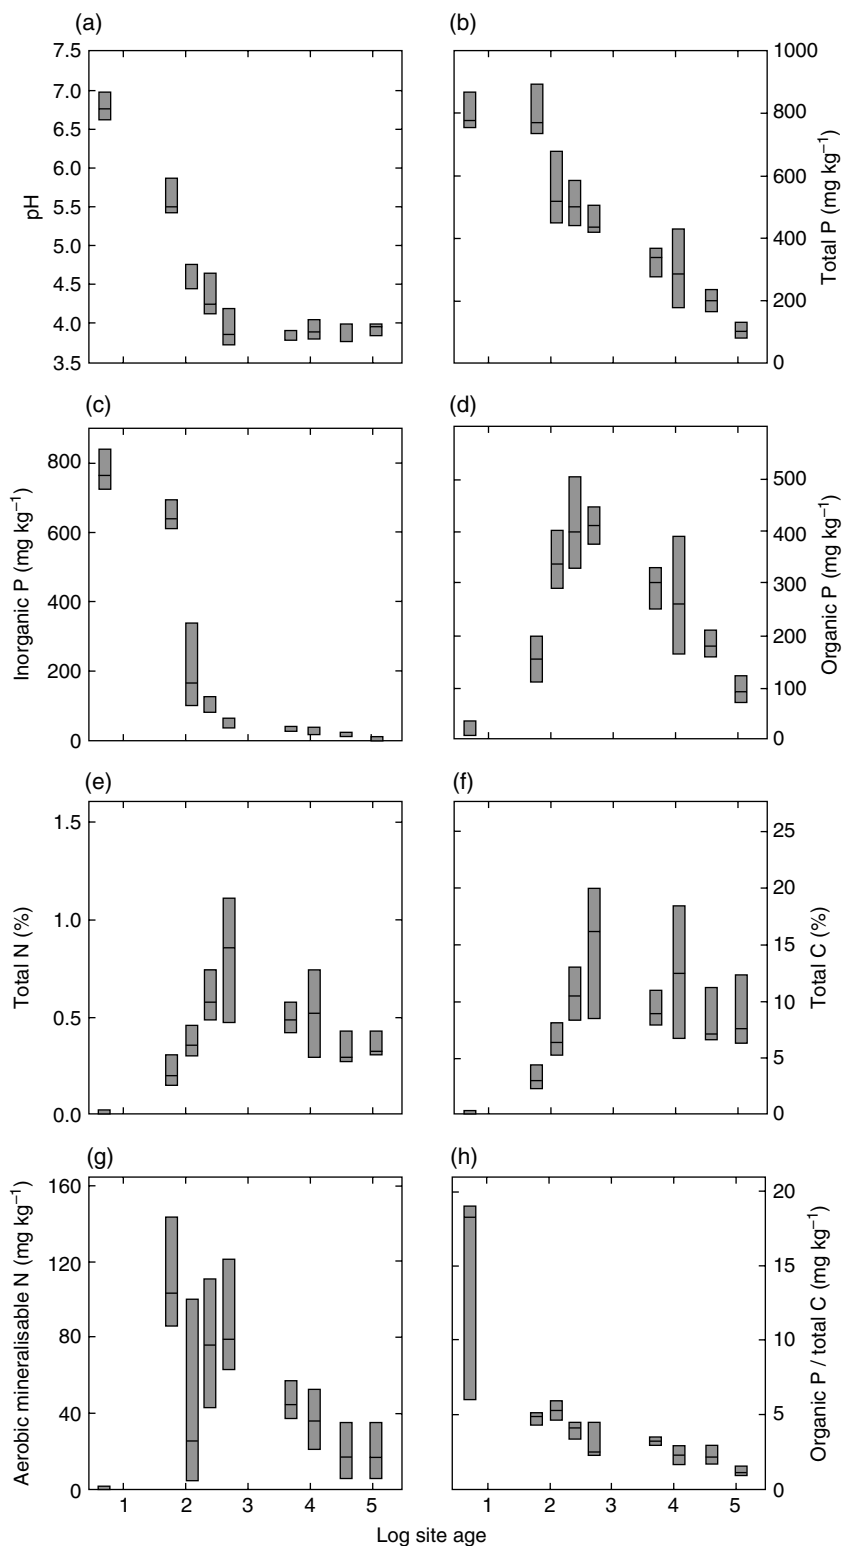 (a)
7.5
7.0
6.5
6.0
5.5
5.0
4.5
4.0
3.5
pH
(b)
1000
800
600
400
200
0
Total P (mg kg⁻¹)
(c)
800
600
400
200
0
Inorganic P (mg kg⁻¹)
(d)
500
400
300
200
100
0
Organic P (mg kg⁻¹)
(e)
1.5
1.0
0.5
0.0
Total N (%)
(f)
25
20
15
10
5
0
Total C (%)
(g)
160
120
80
40
0
Aerobic mineralisable N (mg kg⁻¹)
1 2 3 4 5
(h)
20
15
10
5
0
Organic P / total C (mg kg⁻¹)
1 2 3 4 5
Log site age